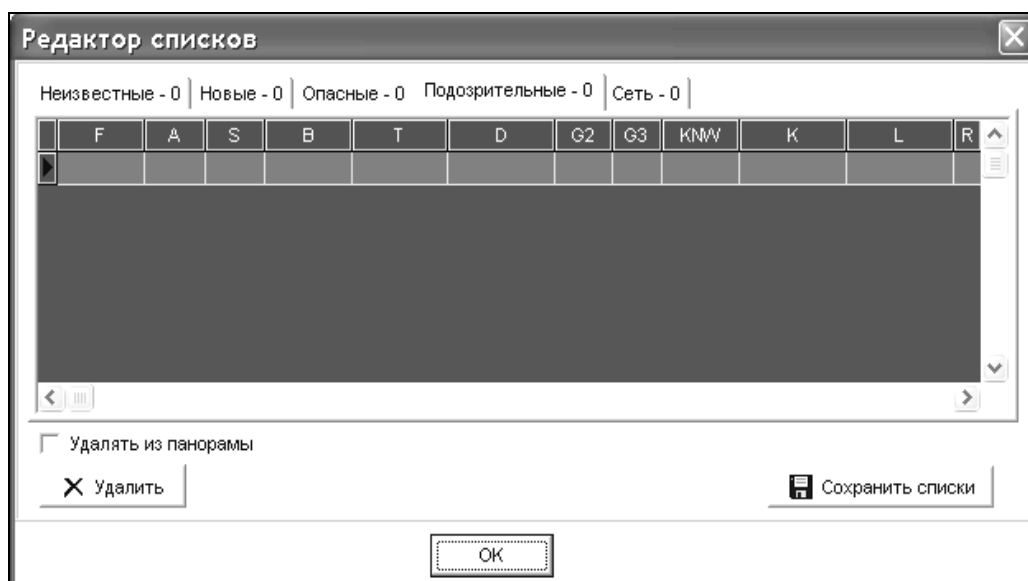 Редактор списков
Неизвестные - 0 Новые - 0 Опасные - 0 Подозрительные - 0 Сеть - 0
F A S B T D G2 G3 KNW K L R
Удалять из панорамы
Удалить Сохранить списки
OK